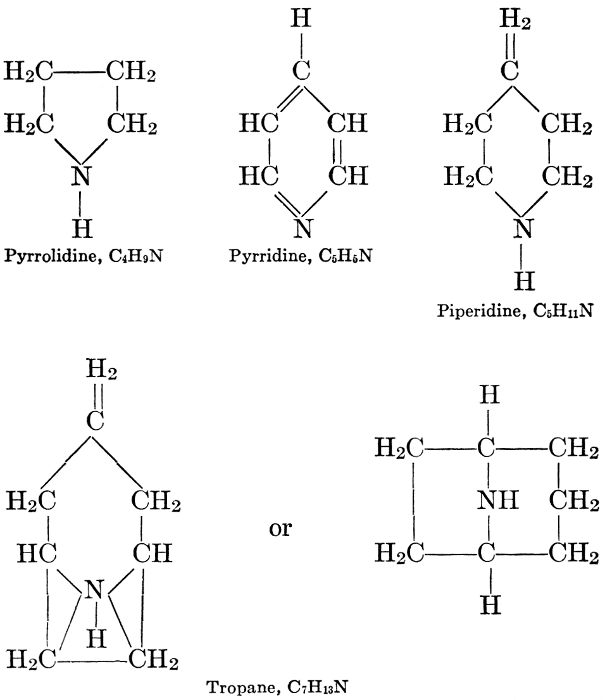 H
H₂
H₂C CH₂
C
C
HC CH
H₂C CH₂
H₂C CH₂
HC CH
H₂C CH₂
N
N
N
H
H
Pyrrolidine, C₄H₉N
Pyrridine, C₅H₅N
Piperidine, C₅H₁₁N
H₂
C
H₂C CH₂
HC CH
N
H
H₂C CH₂
or
H
H₂C C CH₂
NH CH₂
H₂C C CH₂
H
Tropane, C₇H₁₃N